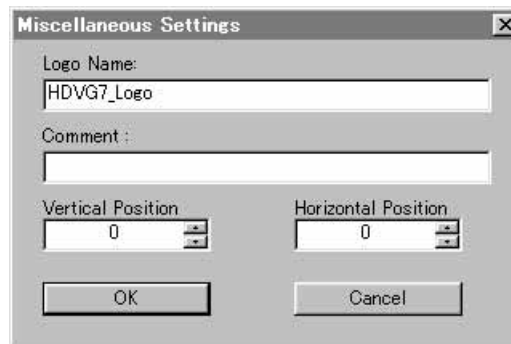 Miscellaneous Settings
Logo Name:
HDVG7_Logo
Comment :
Vertical Position Horizontal Position
0 0
OK Cancel